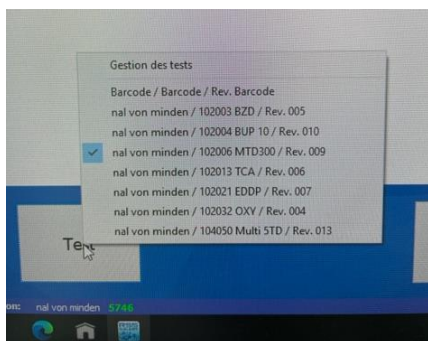 Gestion des tests
Barcode / Barcode / Rev. Barcode
nal von minden / 102003 BZD / Rev. 005
nal von minden / 102004 BUP 10 / Rev. 010
nal von minden / 102006 MTD300 / Rev. 009
nal von minden / 102013 TCA / Rev. 006
nal von minden / 102021 EDDP / Rev. 007
nal von minden / 102032 OXY / Rev. 004
nal von minden / 104050 Multi 5TD / Rev. 013
Test
on: nal von minden 5746